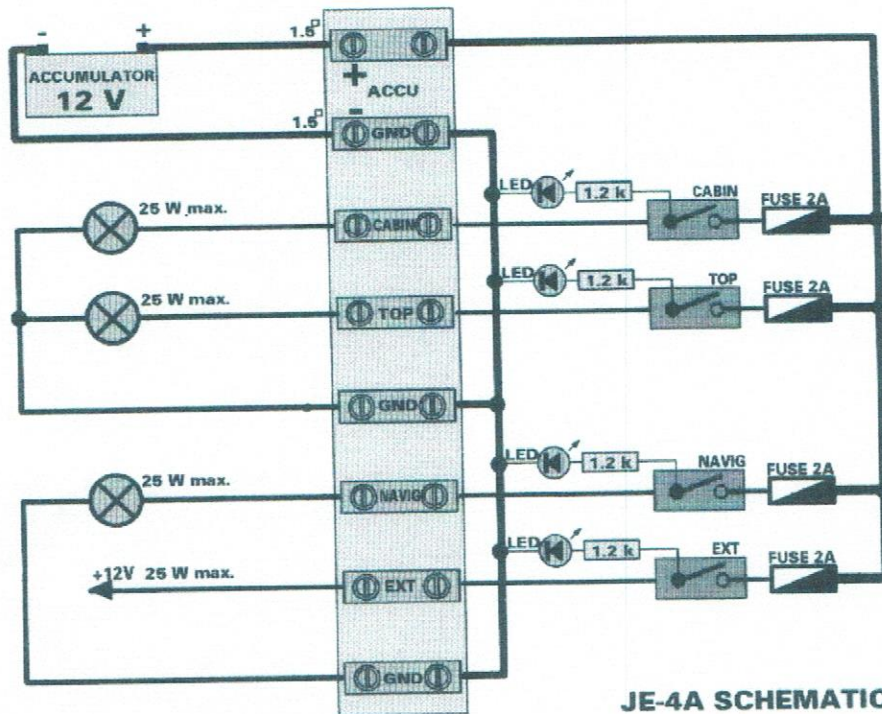 - +
ACCUMULATOR
12 V
1.5□
+
ACCU
-
1.5□
GND
LED
1.2 k
CABIN
FUSE 2A
25 W max.
CABIN
LED
1.2 k
TOP
FUSE 2A
25 W max.
TOP
GND
LED
1.2 k
NAVIG
FUSE 2A
25 W max.
NAVIG
LED
1.2 k
EXT
FUSE 2A
+12V 25 W max.
EXT
GND
JE-4A SCHEMATIC